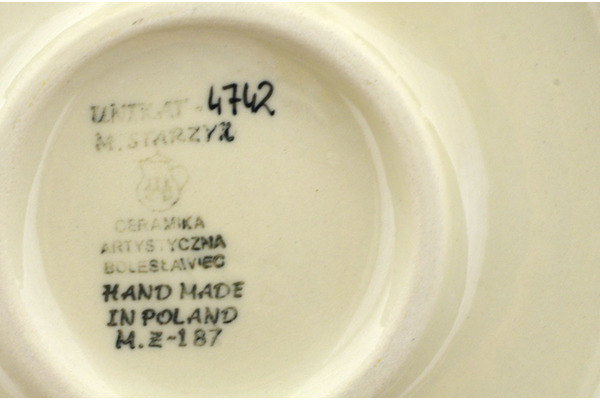 UNIKAT-4742
M. STARZYK
CERAMIKA
ARTYSTYCZNA
BOLESŁAWIEC
HAND MADE
IN POLAND
M.Z-187